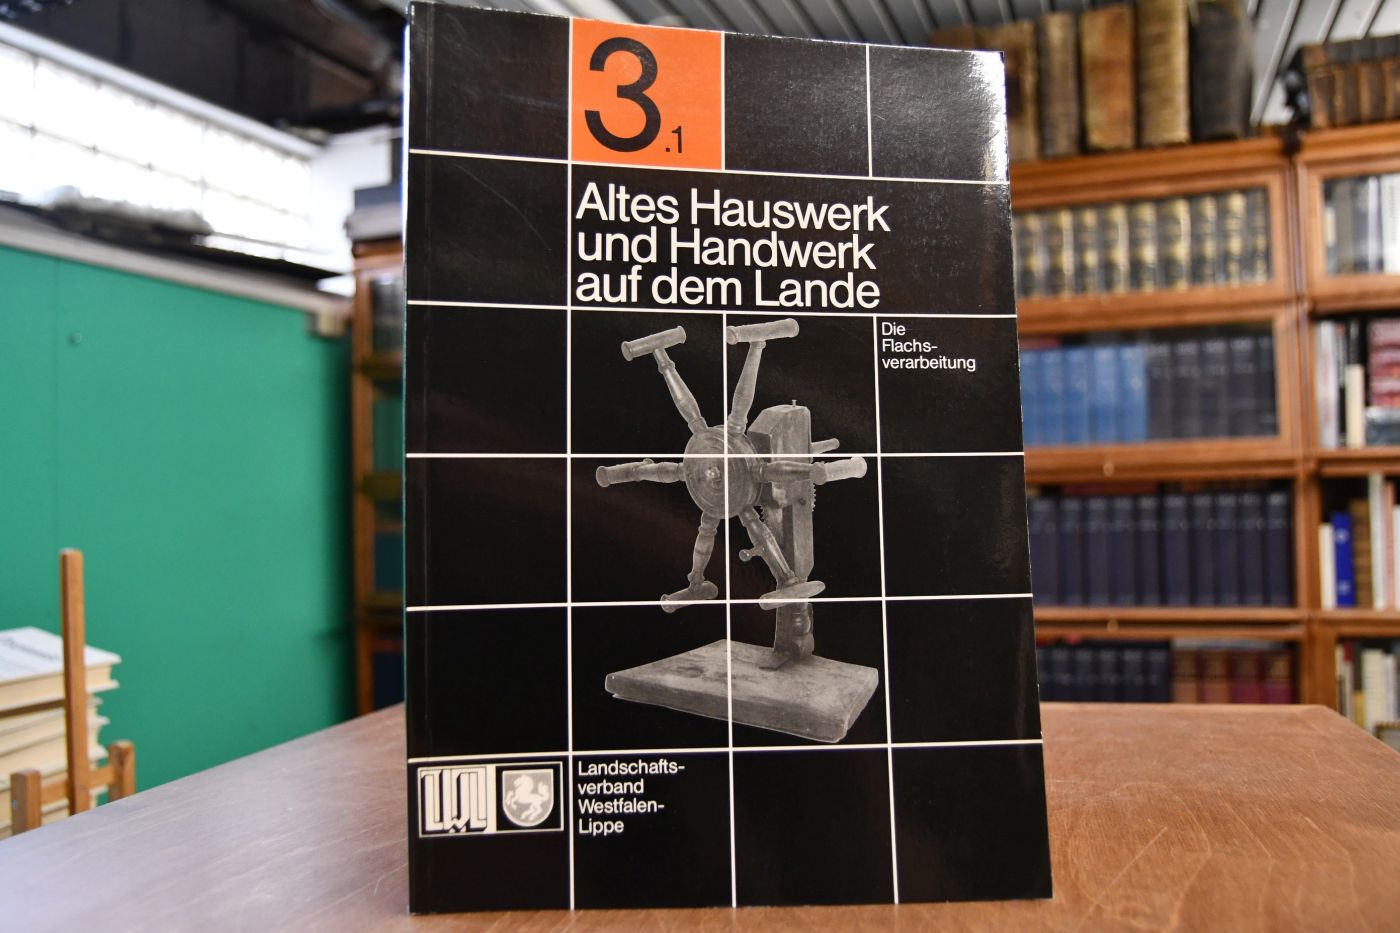 3.1
Altes Hauswerk
und Handwerk
auf dem Lande
Die
Flachs-
verarbeitung
LWL
Landschafts-
verband
Westfalen-
Lippe